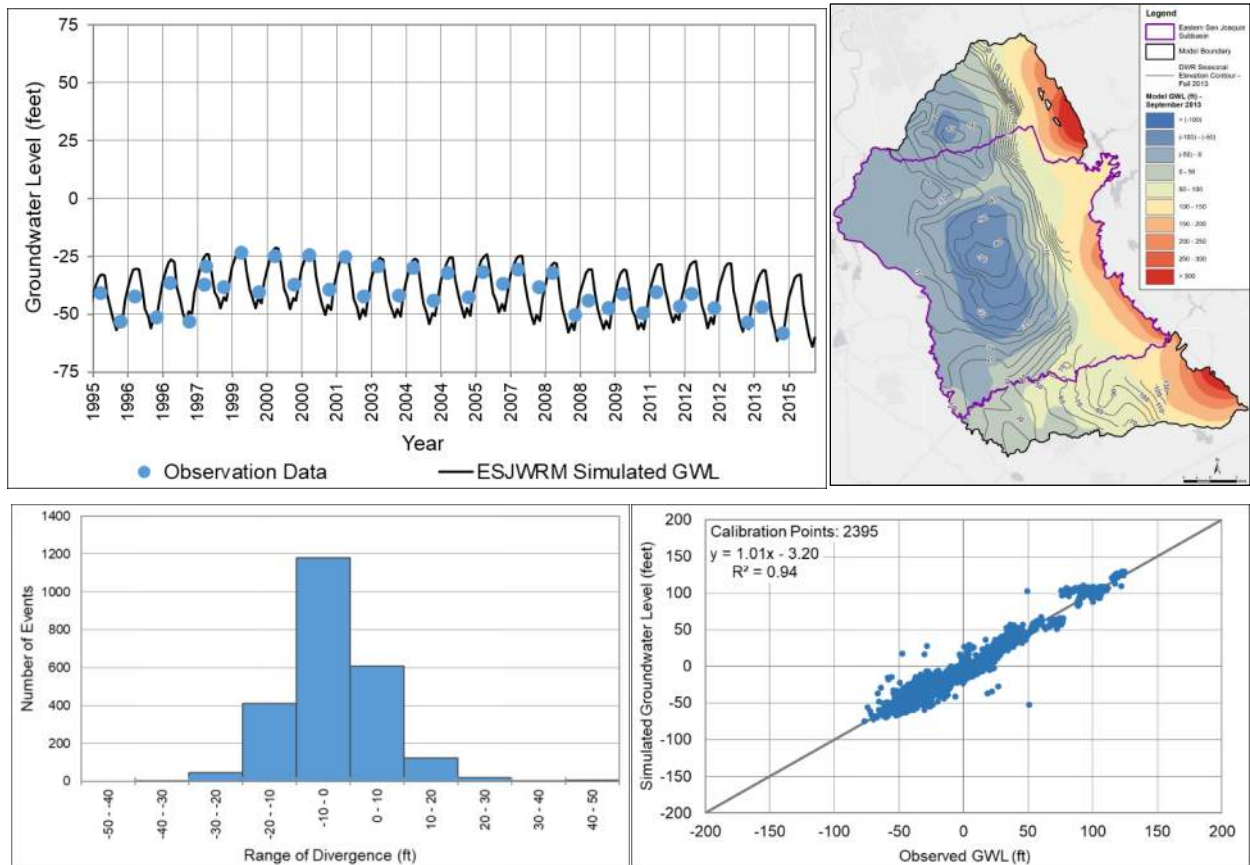 75
50
25
0
-25
-50
-75
Groundwater Level (feet)
1995
1996
1996
1997
1999
2000
2000
2001
2003
2004
2004
2005
2007
2008
2008
2009
2011
2012
2012
2013
2015
Year
Observation Data
ESJWRM Simulated GWL
Legend
Eastern San Joaquin
Subbasin
Model Boundary
DWR Seasonal
Elevation Contour –
Fall 2013
Model GWL (ft) -
September 2013
(-50) - 0
0 - 50
50 - 100
100 - 150
150 - 200
200 - 250
250 - 300
> 300
1400
1200
1000
800
600
400
200
0
Number of Events
-50 - -40
-40 - -30
-30 - -20
-20 - -10
-10 - 0
0 - 10
10 - 20
20 - 30
30 - 40
40 - 50
Range of Divergence (ft)
Calibration Points: 2395
y = 1.01x - 3.20
R² = 0.94
200
150
100
50
0
-50
-100
-150
-200
Simulated Groundwater Level (feet)
-200
-150
-100
-50
0
50
100
150
200
Observed GWL (ft)